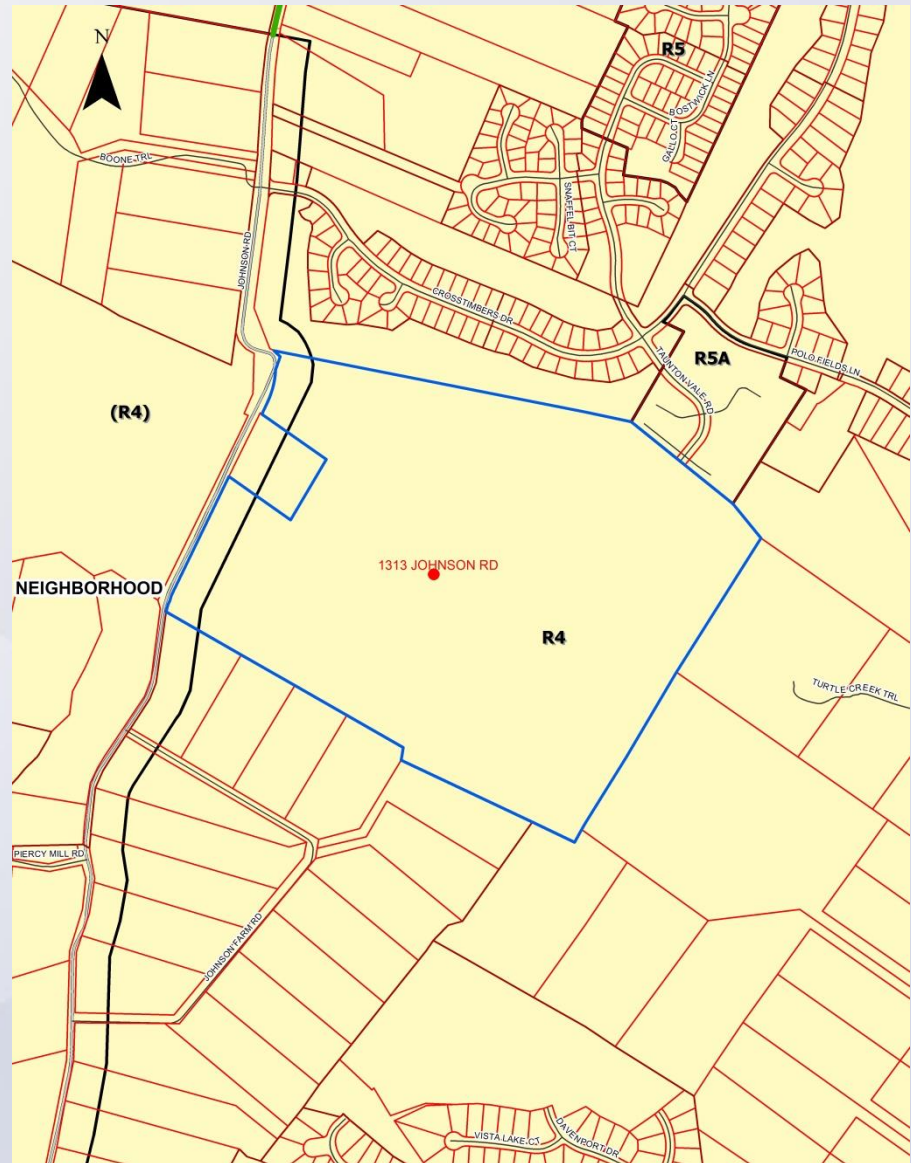 N
R5
BOSTWICK LN
GALLO CT
BOONE TRL
SNAFFELBIT CT
JOHNSON RD
CROSSTIMBERS DR
TAUNTON VALE RD
R5A
POLO FIELDS LN
(R4)
1313 JOHNSON RD
NEIGHBORHOOD
R4
TURTLE CREEK TRL
PIERCY MILL RD
JOHNSON FARM RD
VISTA LAKE CT
DAVENPORT DR